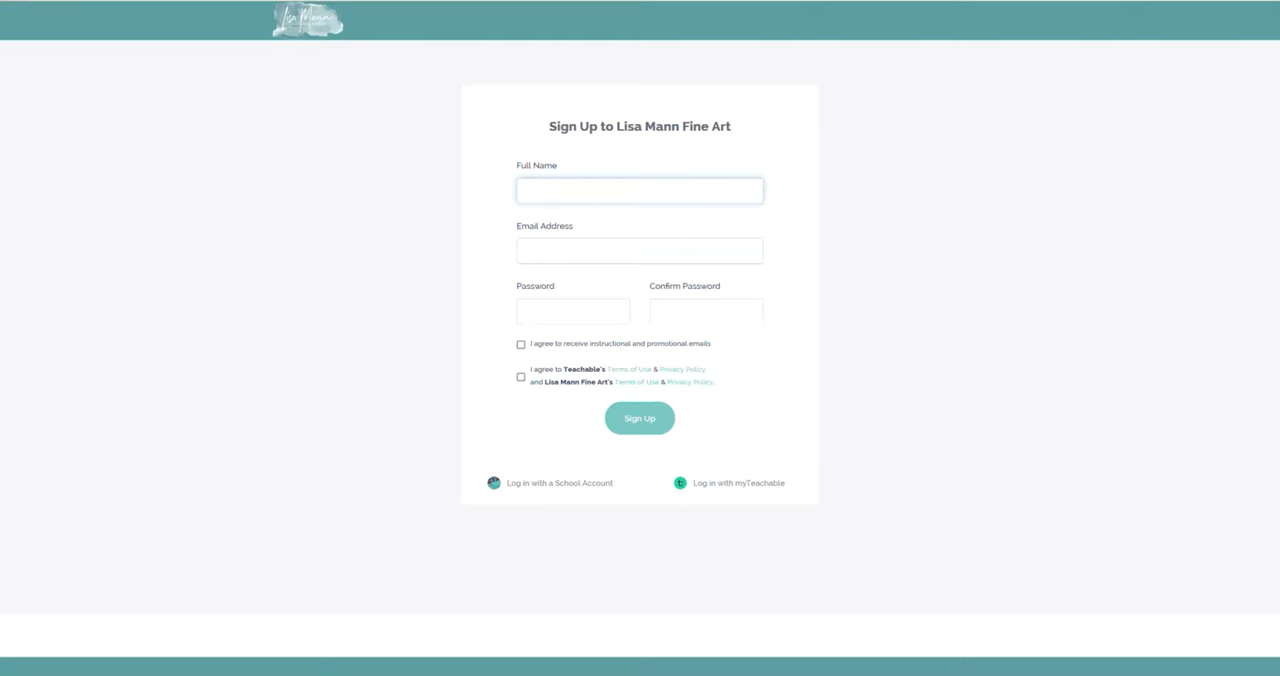 Lisa Mann
Sign Up to Lisa Mann Fine Art
Full Name
Email Address
Password Confirm Password
I agree to receive instructional and promotional emails
I agree to Teachable's Terms of Use & Privacy Policy
and Lisa Mann Fine Art's Terms of Use & Privacy Policy.
Sign Up
Log in with a School Account t: Log in with myTeachable